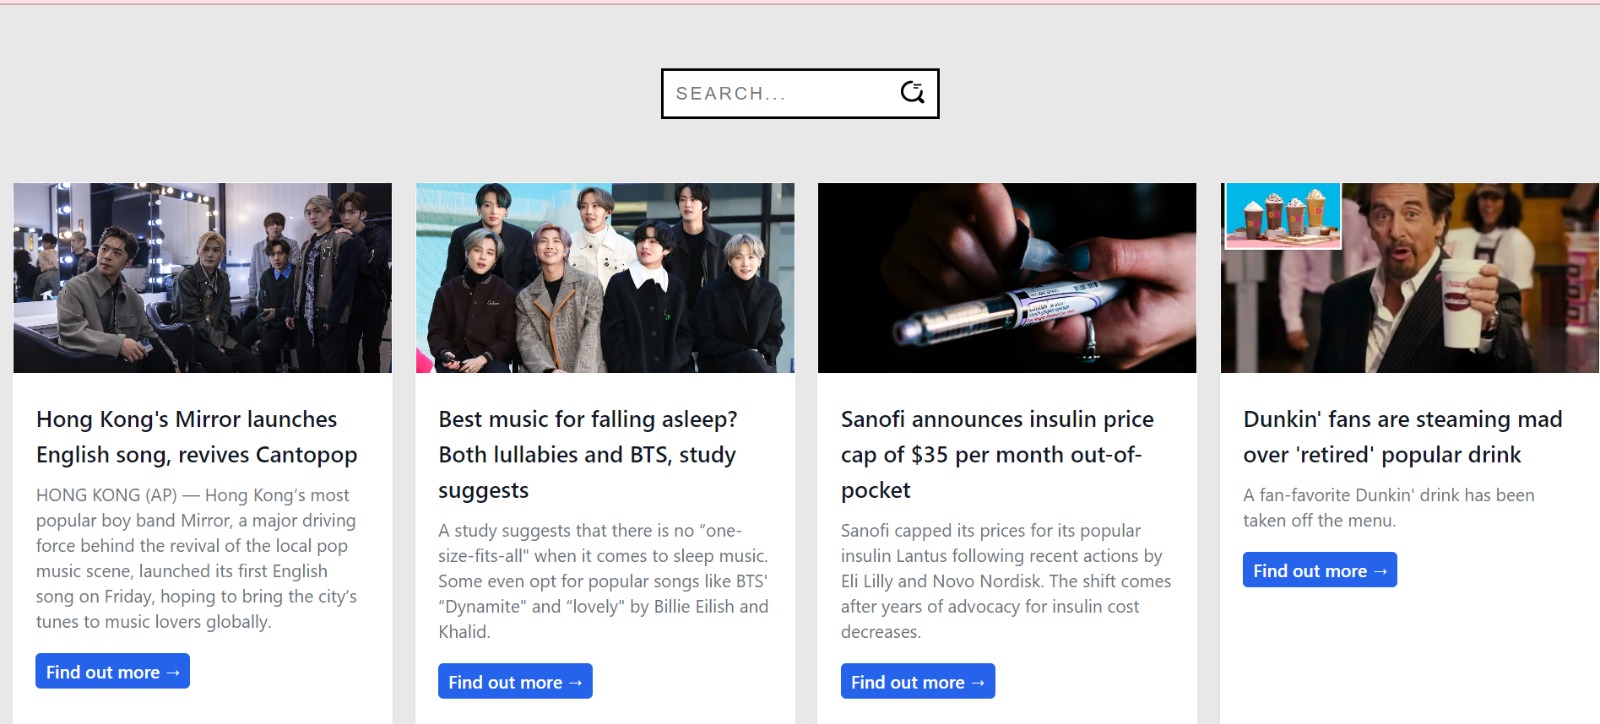 SEARCH...
Hong Kong's Mirror launches
English song, revives Cantopop
HONG KONG (AP) — Hong Kong’s most
popular boy band Mirror, a major driving
force behind the revival of the local pop
music scene, launched its first English
song on Friday, hoping to bring the city’s
tunes to music lovers globally.
Find out more →
Best music for falling asleep?
Both lullabies and BTS, study
suggests
A study suggests that there is no “one-
size-fits-all" when it comes to sleep music.
Some even opt for popular songs like BTS'
“Dynamite" and “lovely" by Billie Eilish and
Khalid.
Find out more →
Sanofi announces insulin price
cap of $35 per month out-of-
pocket
Sanofi capped its prices for its popular
insulin Lantus following recent actions by
Eli Lilly and Novo Nordisk. The shift comes
after years of advocacy for insulin cost
decreases.
Find out more →
Dunkin' fans are steaming mad
over 'retired' popular drink
A fan-favorite Dunkin' drink has been
taken off the menu.
Find out more →